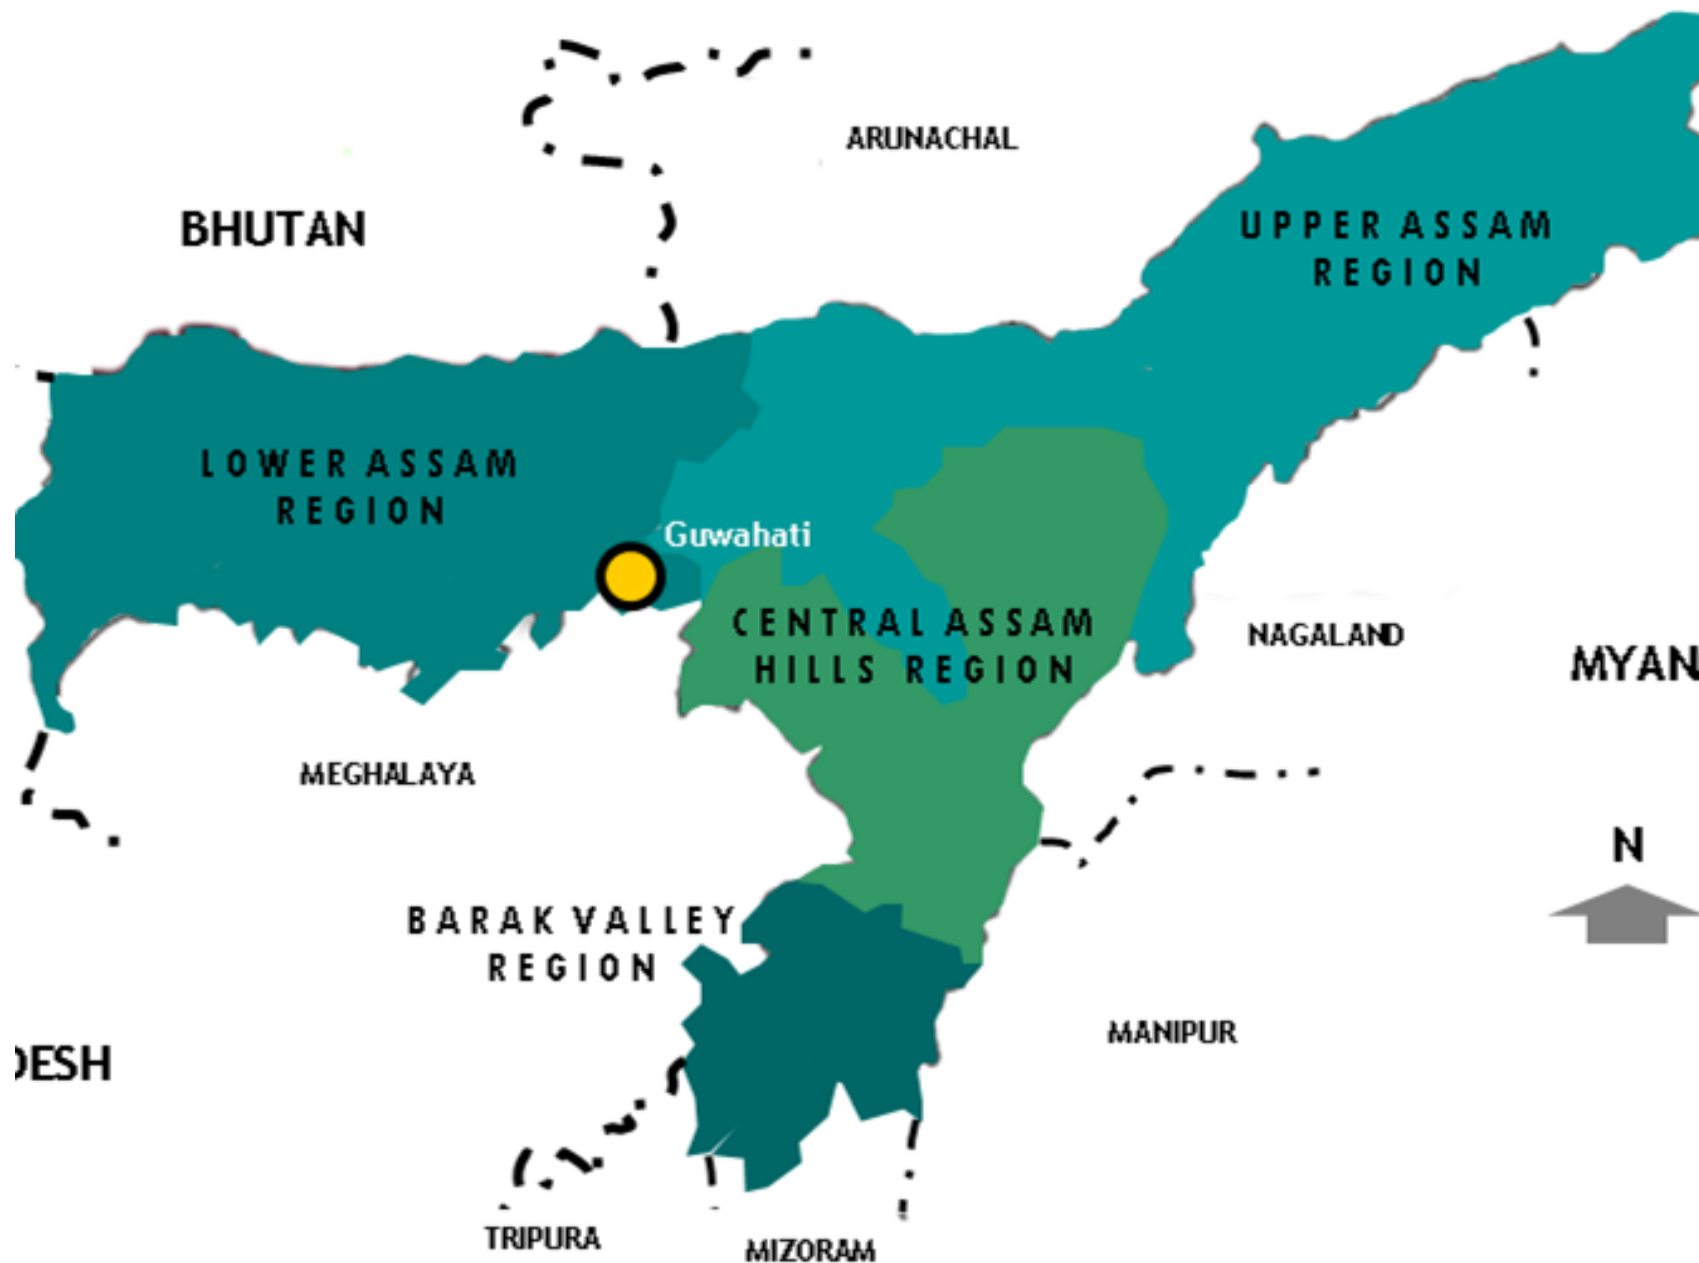 ARUNACHAL
BHUTAN
UPPER ASSAM
REGION
LOWER ASSAM
REGION
Guwahati
CENTRAL ASSAM
HILLS REGION
NAGALAND
MYAN
MEGHALAYA
N
BARAK VALLEY
REGION
MANIPUR
DESH
TRIPURA
MIZORAM